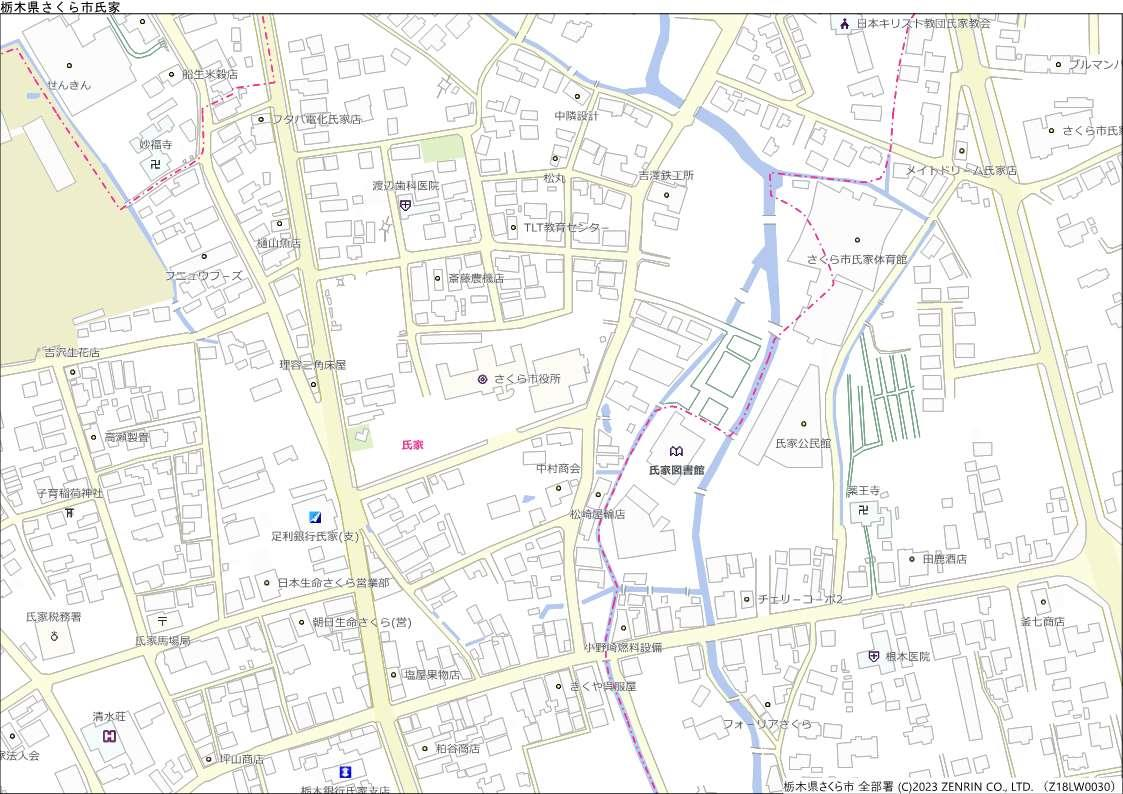 栃木県さくら市氏家
日本キリスト教団氏家教会
せんきん
船生米穀店
ブルマンバ
フタバ電化氏家店
中隣設計
さくら市氏家
妙福寺
メイトドリーム氏家店
松丸
吉澤鉄工所
渡辺歯科医院
TLT教育センター
樋山魚店
さくら市氏家体育館
フニュウフーズ
斎藤農機店
吉沢生花店
理容三角床屋
さくら市役所
高瀬製畳
氏家
氏家公民館
中村商会
氏家図書館
子育稲荷神社
薬王寺
松崎屋輪店
足利銀行氏家(支)
田鹿酒店
日本生命さくら営業部
チェリーコーポ2
氏家税務署
朝日生命さくら(営)
釜七商店
氏家馬場局
小野崎燃料設備
根本医院
塩屋果物店
きくや呉服屋
清水荘
フォーリアさくら
家法人会
坪山商店
柏谷商店
栃木銀行氏家支店
栃木県さくら市 全部署 (C)2023 ZENRIN CO., LTD. （Z18LW0030）